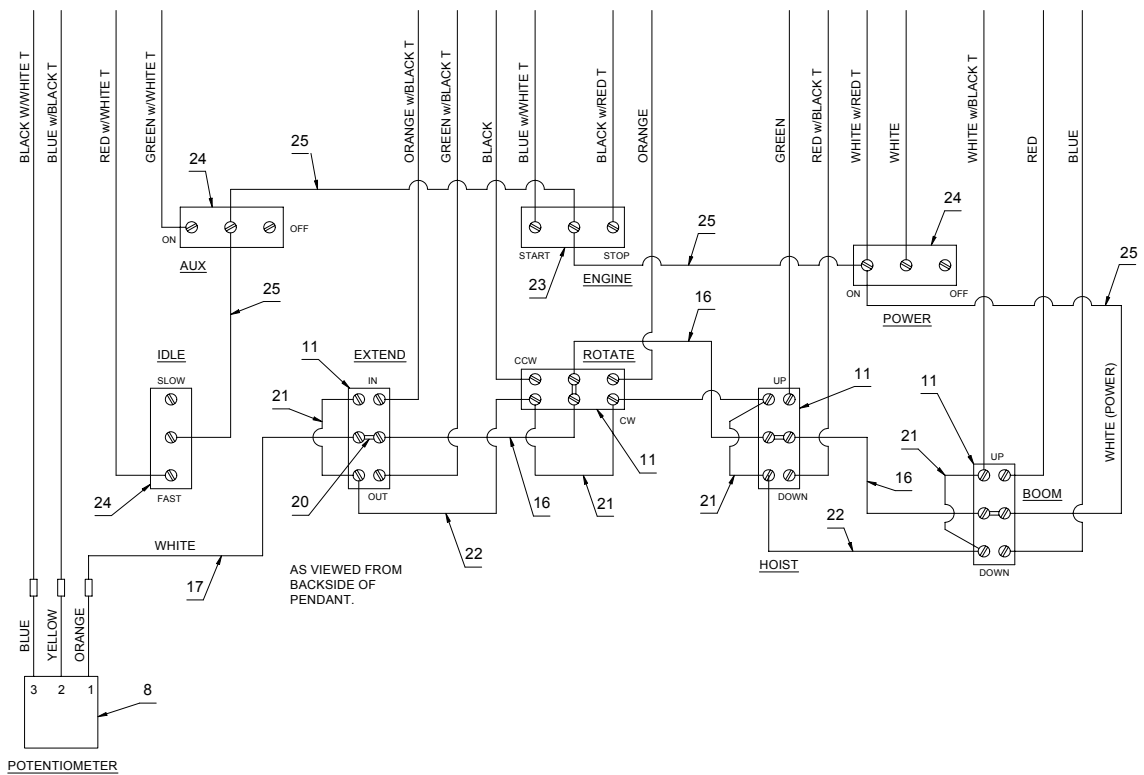 BLACK W/WHITE T
BLUE w/BLACK T
RED w/WHITE T
GREEN w/WHITE T
ORANGE w/BLACK T
GREEN w/BLACK T
BLACK
BLUE w/WHITE T
BLACK w/RED T
ORANGE
GREEN
RED w/BLACK T
WHITE w/RED T
WHITE
WHITE w/BLACK T
RED
BLUE
24
25
ON
OFF
AUX
START
STOP
23
ENGINE
25
24
ON
OFF
POWER
25
25
IDLE
SLOW
FAST
24
11
EXTEND
IN
OUT
21
20
16
CCW
ROTATE
CW
11
16
21
22
UP
11
21
DOWN
HOIST
16
11
21
UP
BOOM
DOWN
22
WHITE (POWER)
WHITE
17
AS VIEWED FROM
BACKSIDE OF
PENDANT.
BLUE
YELLOW
ORANGE
3 2 1
8
POTENTIOMETER